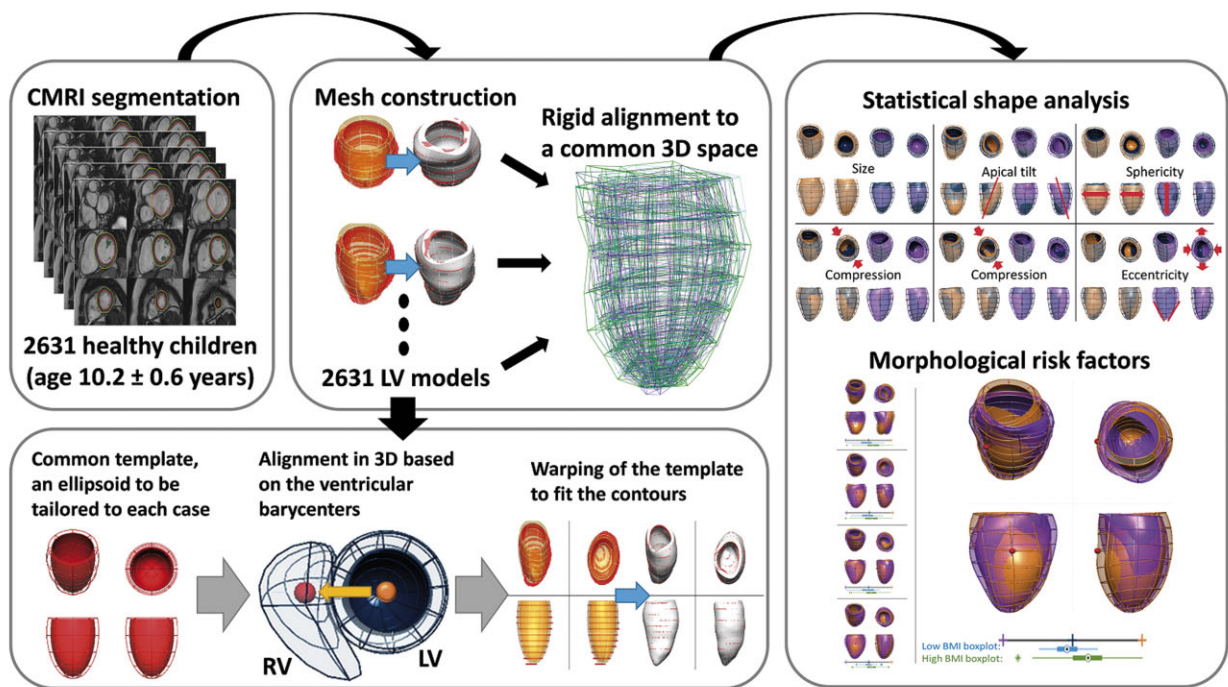 CMRI segmentation
2631 healthy children
(age 10.2 ± 0.6 years)
Mesh construction
Rigid alignment to
a common 3D space
2631 LV models
Common template,
an ellipsoid to be
tailored to each case
Alignment in 3D based
on the ventricular
barycenters
RV
LV
Warping of the template
to fit the contours
Statistical shape analysis
Size
Apical tilt
Sphericity
Compression
Compression
Eccentricity
Morphological risk factors
Low BMI boxplot:
High BMI boxplot: